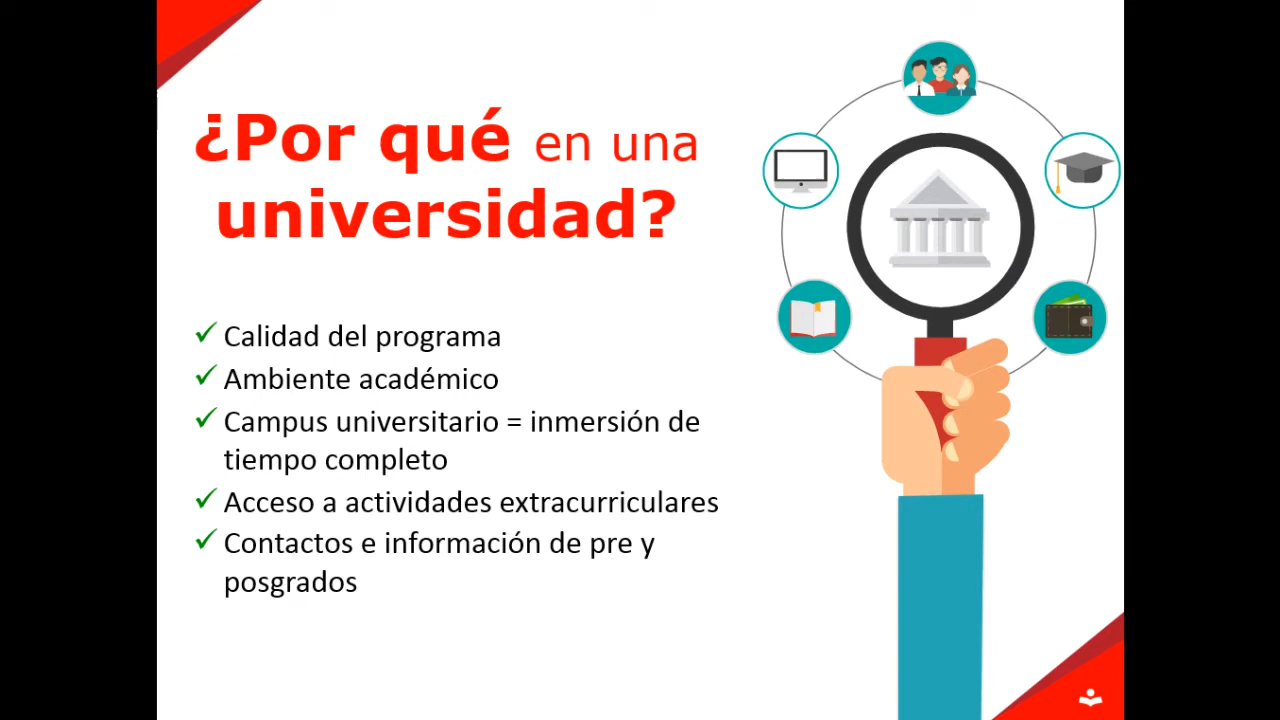 ¿Por qué en una
universidad?
✓ Calidad del programa
✓ Ambiente académico
✓ Campus universitario = inmersión de
tiempo completo
✓ Acceso a actividades extracurriculares
✓ Contactos e información de pre y
posgrados